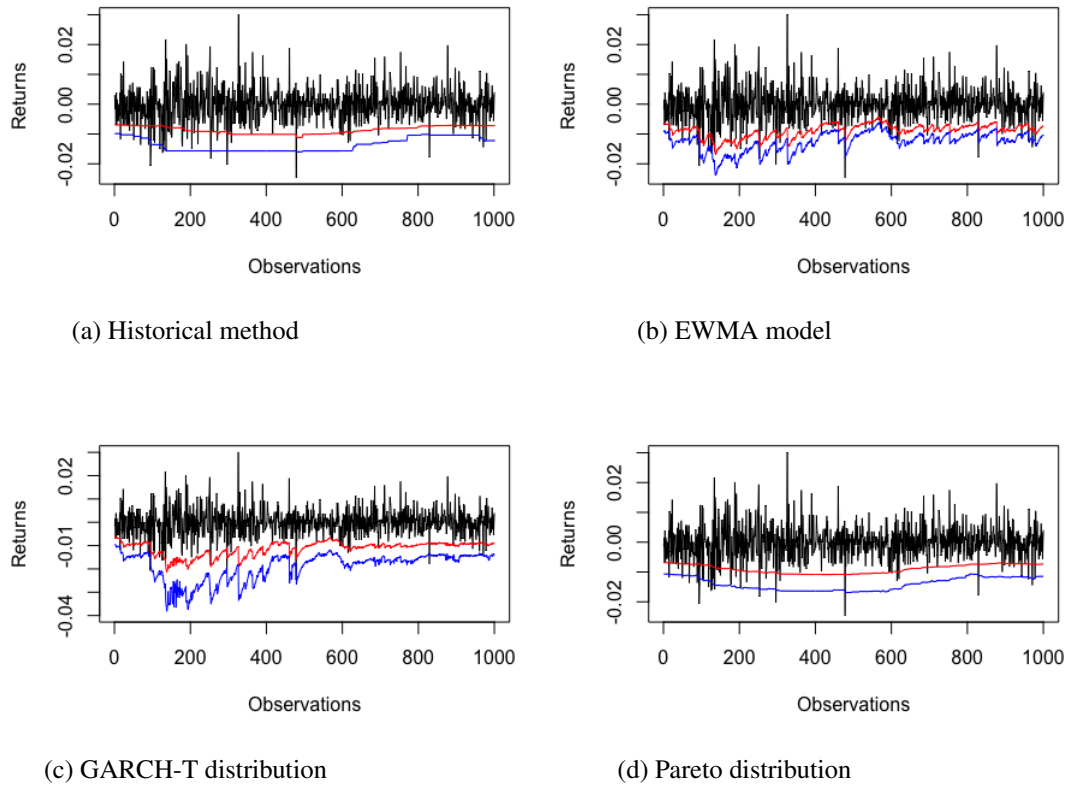 Returns
0.02
0.00
-0.02
0 200 400 600 800 1000
Observations
(a) Historical method
Returns
0.02
0.00
-0.02
0 200 400 600 800 1000
Observations
(b) EWMA model
Returns
0.02
-0.01
-0.04
0 200 400 600 800 1000
Observations
(c) GARCH-T distribution
Returns
0.02
0.00
-0.02
0 200 400 600 800 1000
Observations
(d) Pareto distribution